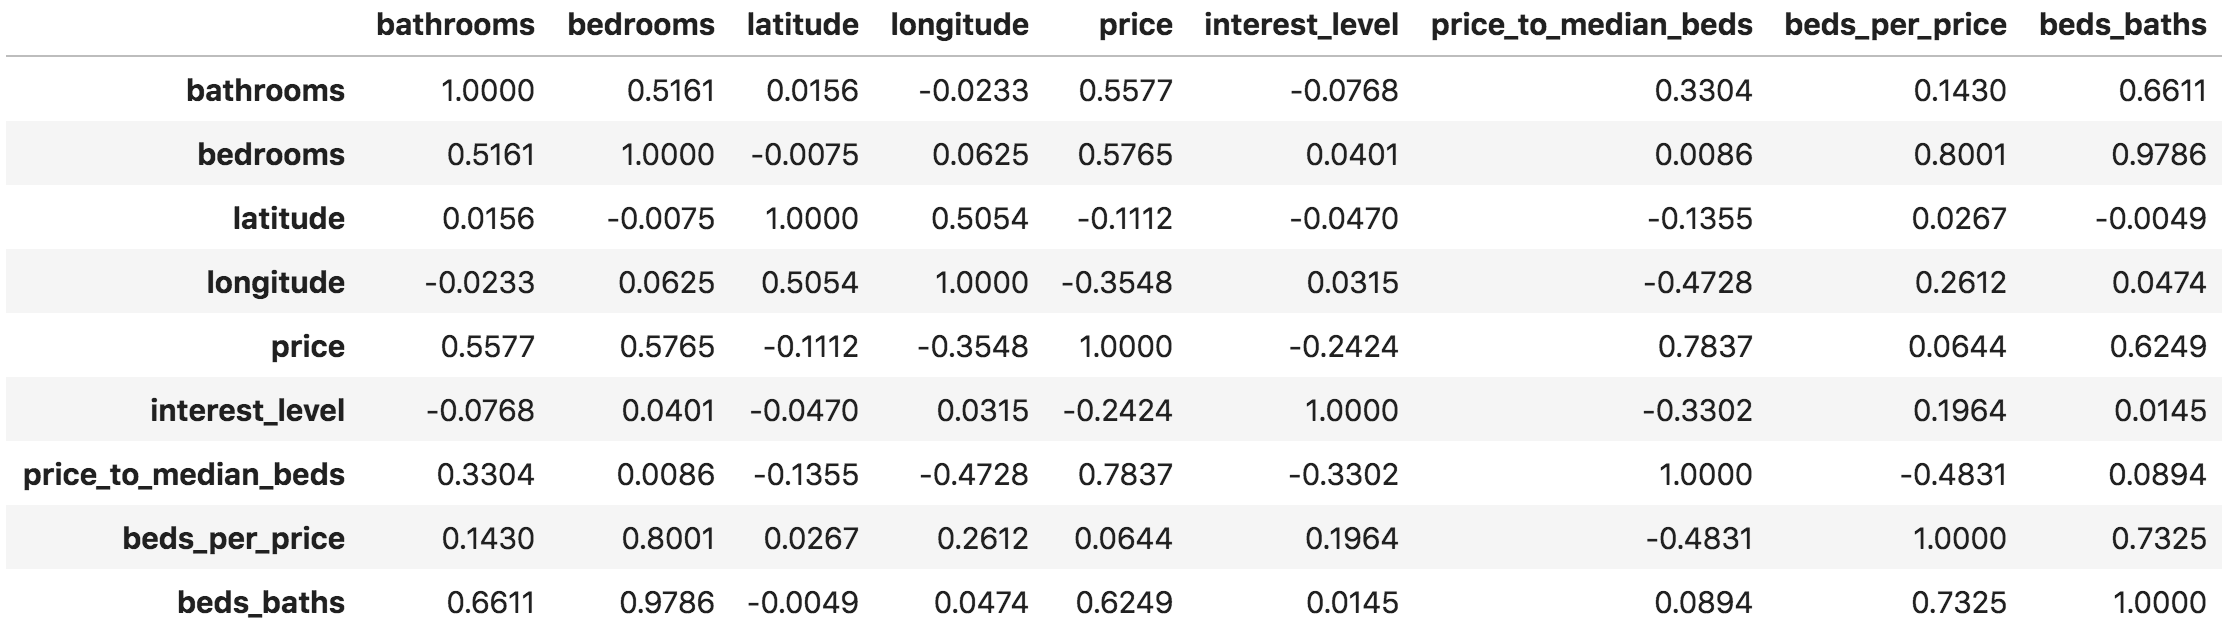 bathrooms bedrooms latitude longitude price interest_level price_to_median_beds beds_per_price beds_baths
bathrooms 1.0000 0.5161 0.0156 -0.0233 0.5577 -0.0768 0.3304 0.1430 0.6611
bedrooms 0.5161 1.0000 -0.0075 0.0625 0.5765 0.0401 0.0086 0.8001 0.9786
latitude 0.0156 -0.0075 1.0000 0.5054 -0.1112 -0.0470 -0.1355 0.0267 -0.0049
longitude -0.0233 0.0625 0.5054 1.0000 -0.3548 0.0315 -0.4728 0.2612 0.0474
price 0.5577 0.5765 -0.1112 -0.3548 1.0000 -0.2424 0.7837 0.0644 0.6249
interest_level -0.0768 0.0401 -0.0470 0.0315 -0.2424 1.0000 -0.3302 0.1964 0.0145
price_to_median_beds 0.3304 0.0086 -0.1355 -0.4728 0.7837 -0.3302 1.0000 -0.4831 0.0894
beds_per_price 0.1430 0.8001 0.0267 0.2612 0.0644 0.1964 -0.4831 1.0000 0.7325
beds_baths 0.6611 0.9786 -0.0049 0.0474 0.6249 0.0145 0.0894 0.7325 1.0000